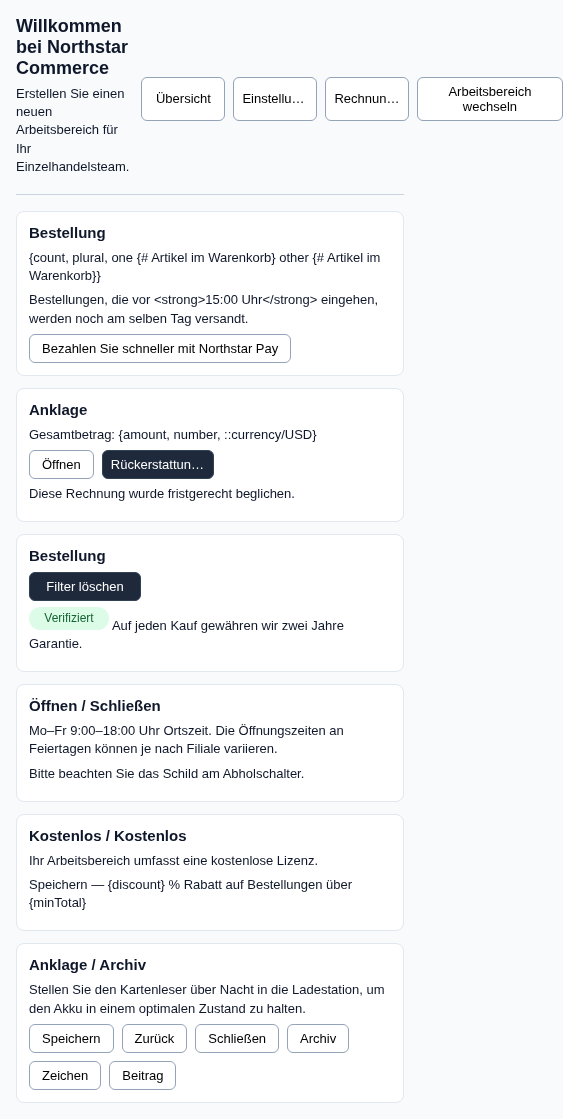 Willkommen
bei Northstar
Commerce
Erstellen Sie einen
neuen
Arbeitsbereich für
Ihr
Einzelhandelsteam.
Übersicht
Einstellu…
Rechnun…
Arbeitsbereich
wechseln
Bestellung
{count, plural, one {# Artikel im Warenkorb} other {# Artikel im
Warenkorb}}
Bestellungen, die vor <strong>15:00 Uhr</strong> eingehen,
werden noch am selben Tag versandt.
Bezahlen Sie schneller mit Northstar Pay
Anklage
Gesamtbetrag: {amount, number, ::currency/USD}
Öffnen
Rückerstattun…
Diese Rechnung wurde fristgerecht beglichen.
Bestellung
Filter löschen
Verifiziert Auf jeden Kauf gewähren wir zwei Jahre
Garantie.
Öffnen / Schließen
Mo–Fr 9:00–18:00 Uhr Ortszeit. Die Öffnungszeiten an
Feiertagen können je nach Filiale variieren.
Bitte beachten Sie das Schild am Abholschalter.
Kostenlos / Kostenlos
Ihr Arbeitsbereich umfasst eine kostenlose Lizenz.
Speichern — {discount} % Rabatt auf Bestellungen über
{minTotal}
Anklage / Archiv
Stellen Sie den Kartenleser über Nacht in die Ladestation, um
den Akku in einem optimalen Zustand zu halten.
Speichern
Zurück
Schließen
Archiv
Zeichen
Beitrag